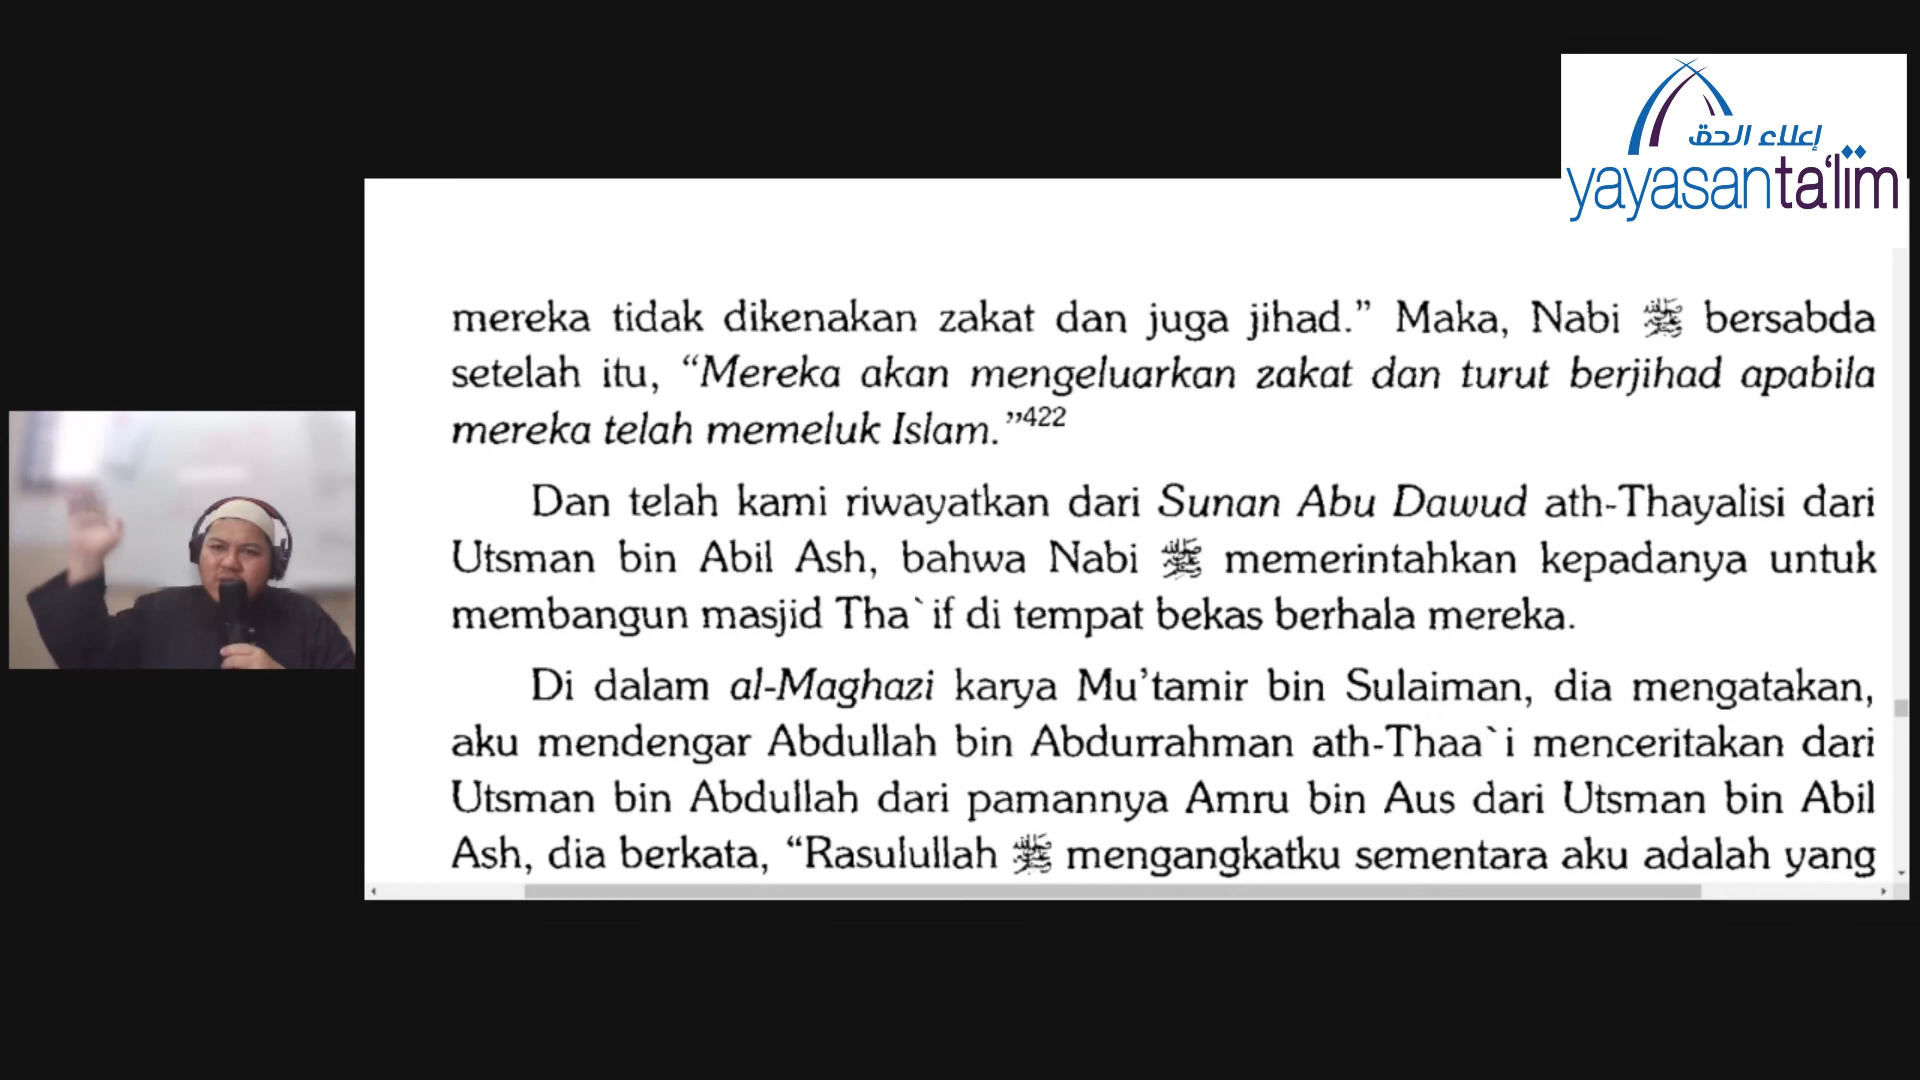 إعلاء الحق
yayasanta'lim
mereka tidak dikenakan zakat dan juga jihad.” Maka, Nabi ﷺ bersabda
setelah itu, “Mereka akan mengeluarkan zakat dan turut berjihad apabila
mereka telah memeluk Islam.”422
Dan telah kami riwayatkan dari Sunan Abu Dawud ath-Thayalisi dari
Utsman bin Abil Ash, bahwa Nabi ﷺ memerintahkan kepadanya untuk
membangun masjid Tha`if di tempat bekas berhala mereka.
Di dalam al-Maghazi karya Mu’tamir bin Sulaiman, dia mengatakan,
aku mendengar Abdullah bin Abdurrahman ath-Thaa`i menceritakan dari
Utsman bin Abdullah dari pamannya Amru bin Aus dari Utsman bin Abil
Ash, dia berkata, “Rasulullah ﷺ mengangkatku sementara aku adalah yang